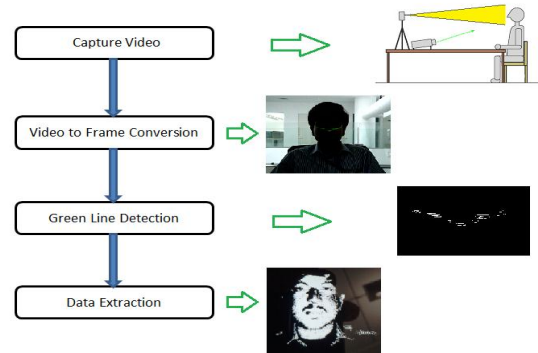 Capture Video
Video to Frame Conversion
Green Line Detection
Data Extraction